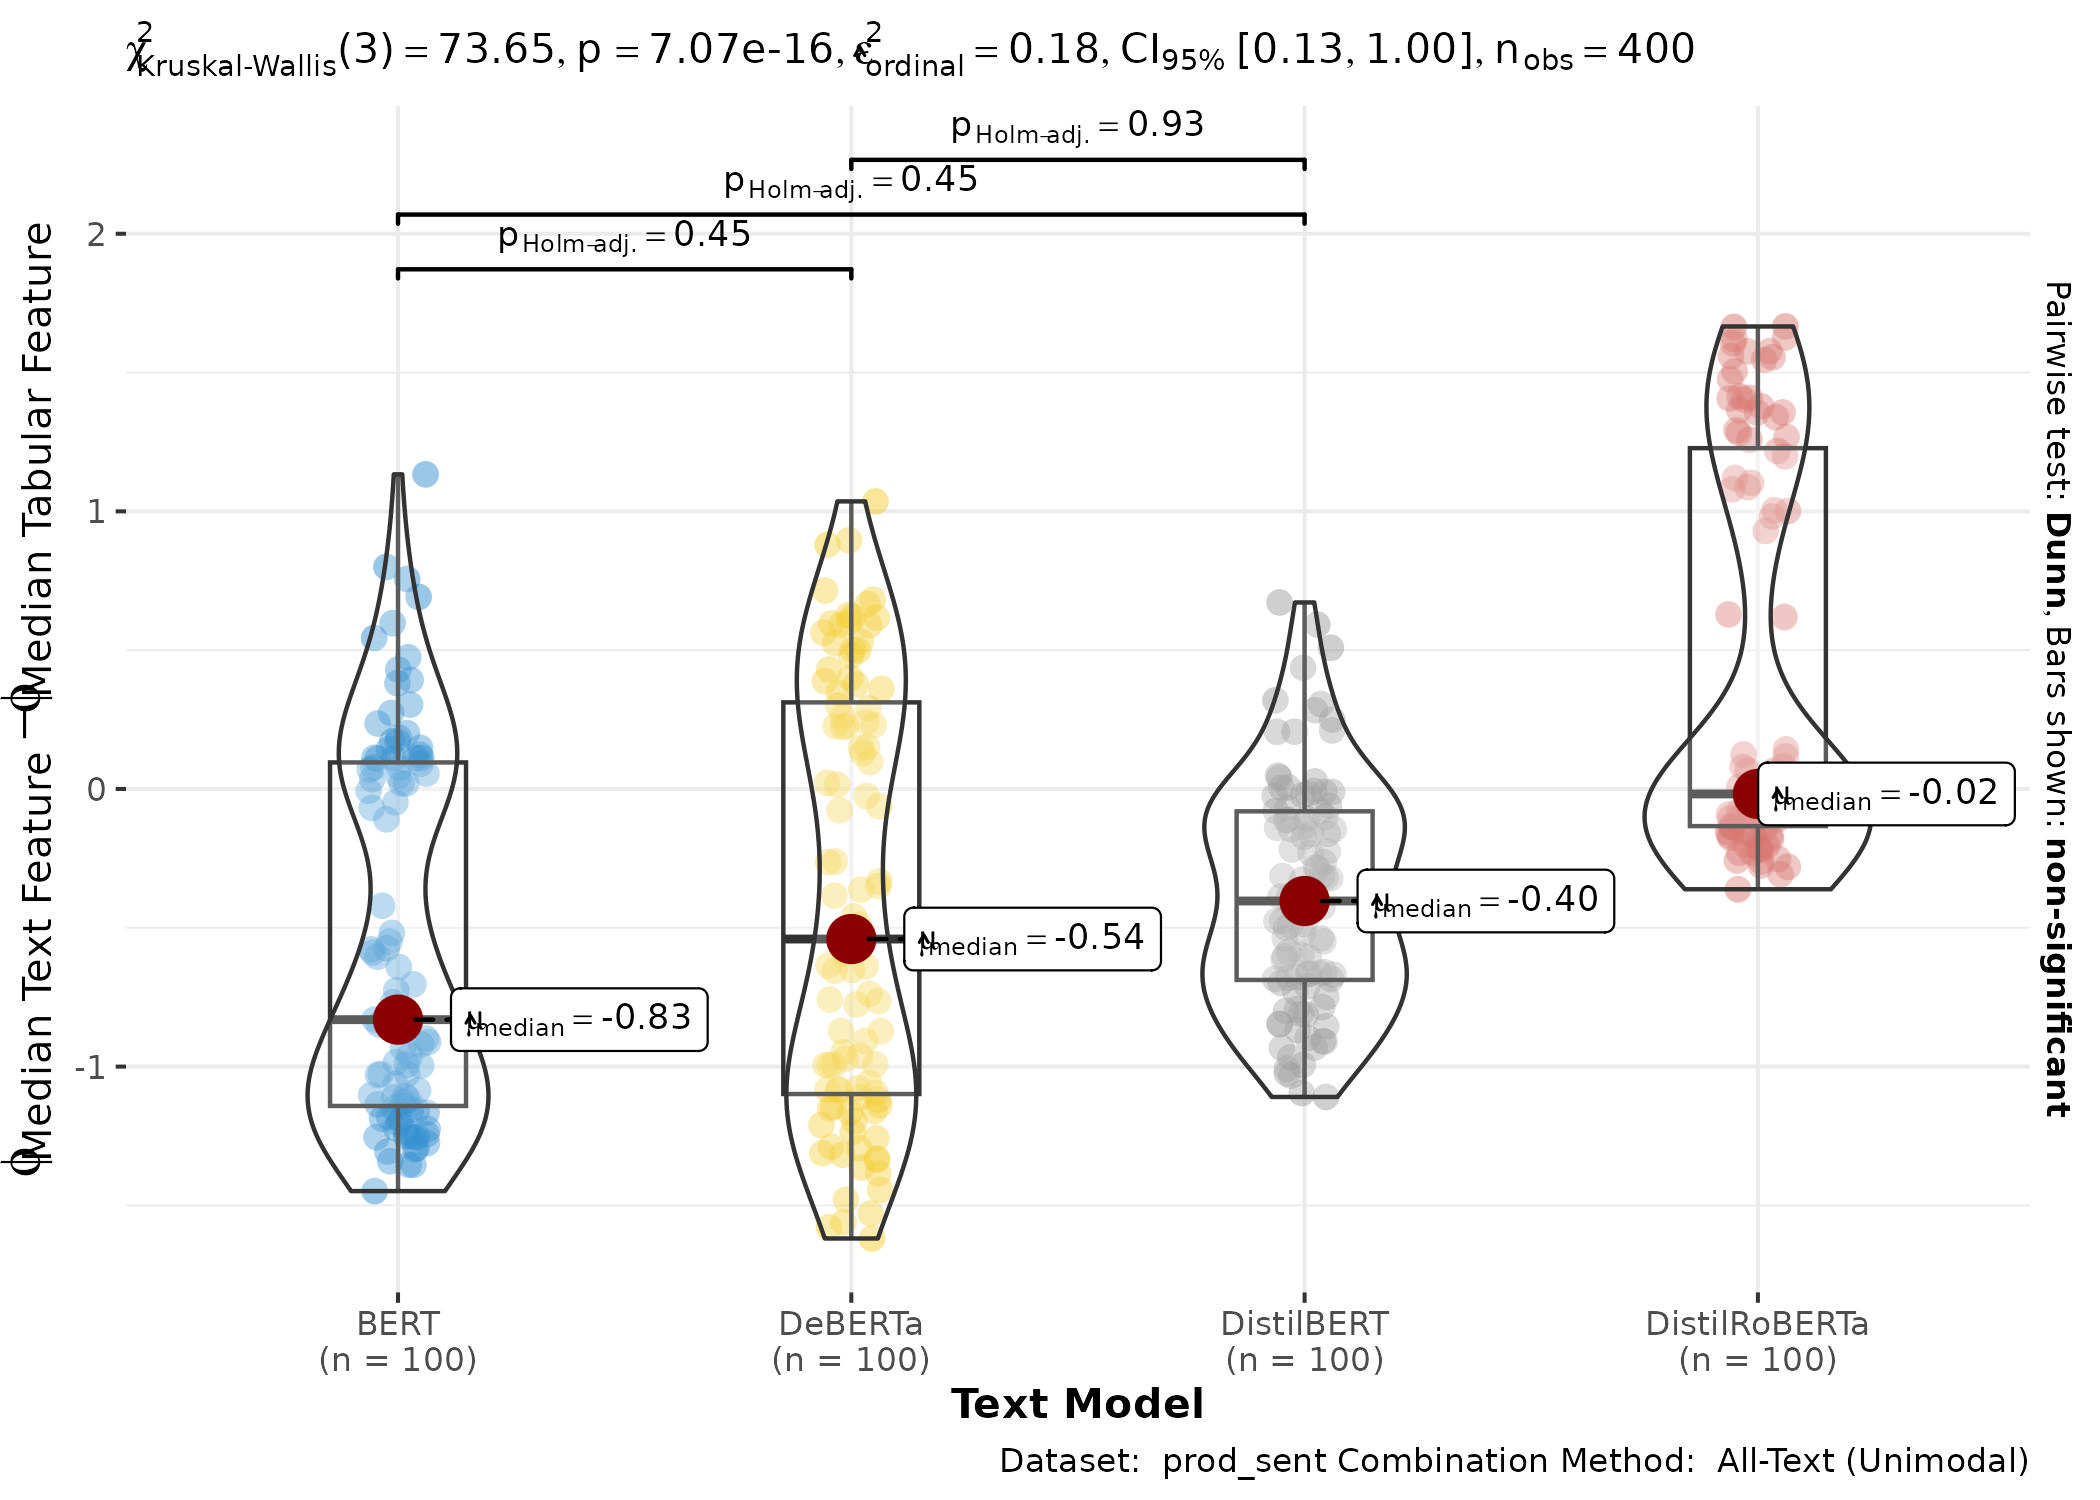 χ²Kruskal-Wallis(3) = 73.65, p = 7.07e-16, ε²ordinal = 0.18, CI95% [0.13, 1.00], nobs = 400
pHolm-adj. = 0.93
pHolm-adj. = 0.45
pHolm-adj. = 0.45
2
1
0
-1
ϕMedian Text Feature − ϕMedian Tabular Feature
μ̂median = -0.83
μ̂median = -0.54
μ̂median = -0.40
μ̂median = -0.02
Pairwise test: Dunn, Bars shown: non-significant
BERT
(n = 100)
DeBERTa
(n = 100)
DistilBERT
(n = 100)
DistilRoBERTa
(n = 100)
Text Model
Dataset: prod_sent Combination Method: All-Text (Unimodal)